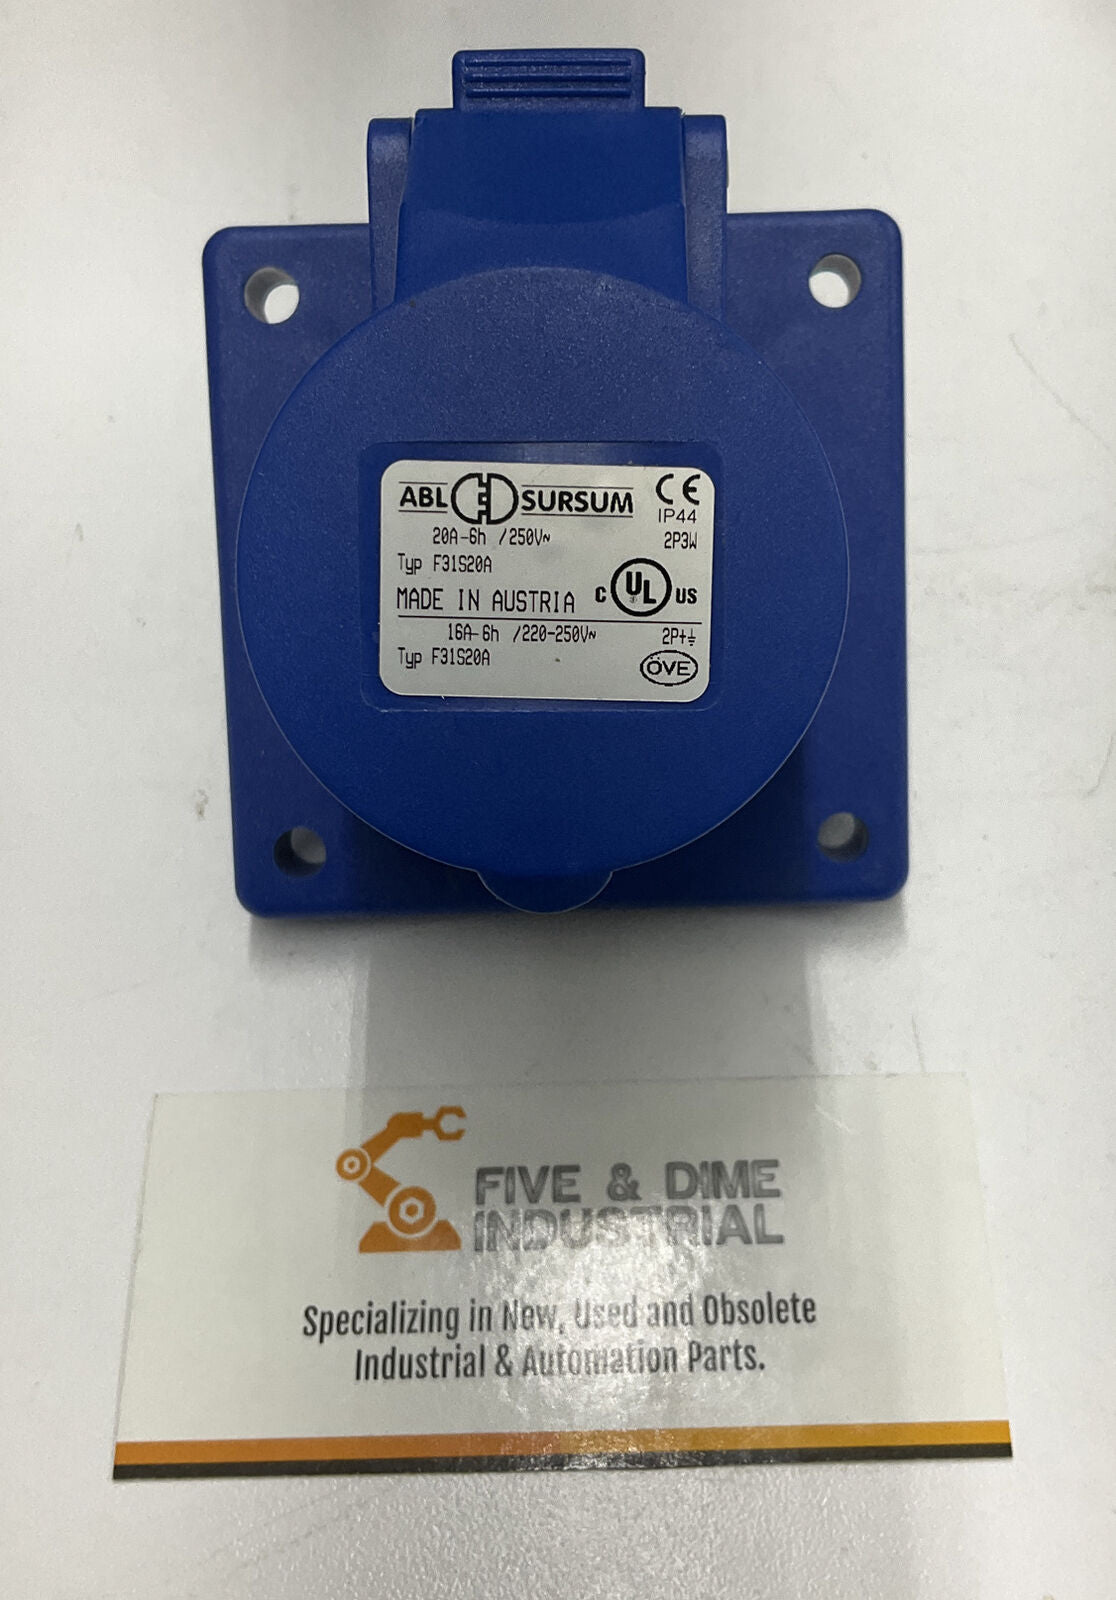 ABL SURSUM CE
IP44
20A-6h /250V~ 2P3W
Typ F31S20A
MADE IN AUSTRIA C UL US
16A-6h /220-250V~ 2P+⏚
Typ F31S20A ÖVE
FIVE & DIME
INDUSTRIAL
Specializing in New, Used and Obsolete
Industrial & Automation Parts.